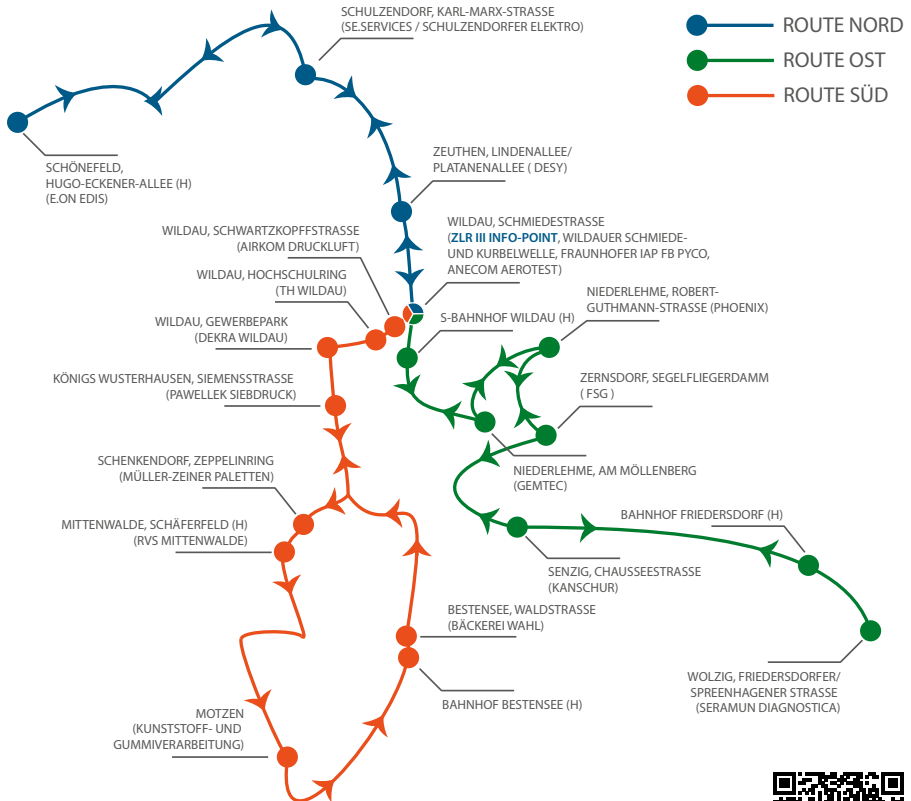 SCHULZENDORF, KARL-MARX-STRASSE
(SE.SERVICES / SCHULZENDORFER ELEKTRO)
ROUTE NORD
ROUTE OST
ROUTE SÜD
SCHÖNEFELD,
HUGO-ECKENER-ALLEE (H)
(E.ON EDIS)
ZEUTHEN, LINDENALLEE/
PLATANENALLEE ( DESY)
WILDAU, SCHWARTZKOPFFSTRASSE
(AIRKOM DRUCKLUFT)
WILDAU, SCHMIEDESTRASSE
(ZLR III INFO-POINT, WILDAUER SCHMIEDE-
UND KURBELWELLE, FRAUNHOFER IAP FB PYCO,
ANECOM AEROTEST)
WILDAU, HOCHSCHULRING
(TH WILDAU)
NIEDERLEHME, ROBERT-
GUTHMANN-STRASSE (PHOENIX)
WILDAU, GEWERBEPARK
(DEKRA WILDAU)
S-BAHNHOF WILDAU (H)
KÖNIGS WUSTERHAUSEN, SIEMENSSTRASSE
(PAWELLEK SIEBDRUCK)
ZERNSDORF, SEGELFLIEGERDAMM
( FSG )
SCHENKENDORF, ZEPPELINRING
(MÜLLER-ZEINER PALETTEN)
NIEDERLEHME, AM MÖLLENBERG
(GEMTEC)
MITTENWALDE, SCHÄFERFELD (H)
(RVS MITTENWALDE)
BAHNHOF FRIEDERSDORF (H)
SENZIG, CHAUSSEESTRASSE
(KANSCHUR)
BESTENSEE, WALDSTRASSE
(BÄCKEREI WAHL)
WOLZIG, FRIEDERSDORFER/
SPREENHAGENER STRASSE
(SERAMUN DIAGNOSTICA)
BAHNHOF BESTENSEE (H)
MOTZEN
(KUNSTSTOFF- UND
GUMMIVERARBEITUNG)